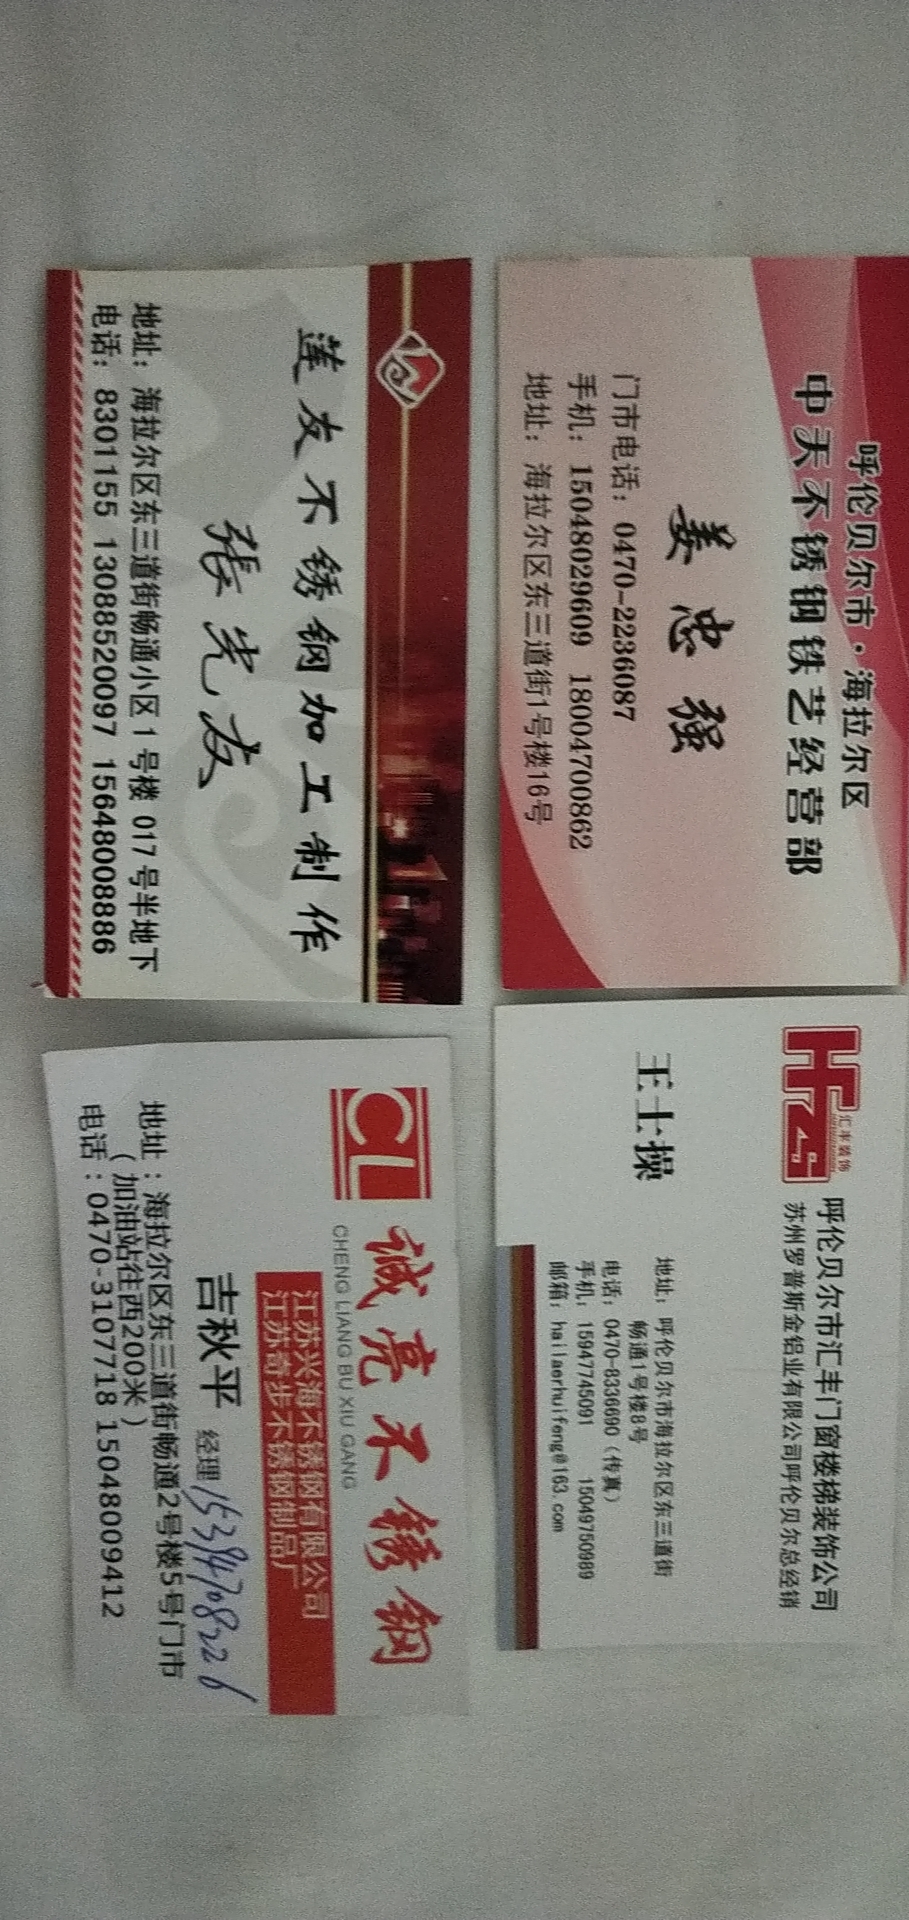 呼伦贝尔市·海拉尔区
中天不锈钢铁艺经营部
姜忠强
门市电话：0470-2236087
手机：15048029609 18004700862
地址：海拉尔区东三道街1号楼16号
HF
汇丰装饰
呼伦贝尔市汇丰门窗楼梯装饰公司
苏州罗普斯金铝业有限公司呼伦贝尔总经销
王士操
地址：呼伦贝尔市海拉尔区东三道街
畅通1号楼8号
电话：0470-8336690（传真）
手机：15947745091 15049750989
邮箱：hailaerhuifeng@163.com
莲友不锈钢加工制作
张光友
地址：海拉尔区东三道街畅通小区1号楼 017号半地下
电话：8301155 13088520097 15648008886
CL
诚亮不锈钢
CHENG LIANG BU XIU GANG
江苏兴海不锈钢有限公司
江苏奇步不锈钢制品厂
吉秋平 经理 15394708226
地址：海拉尔区东三道街畅通2号楼5号门市
（加油站往西200米）
电话：0470-3107718 15048009412